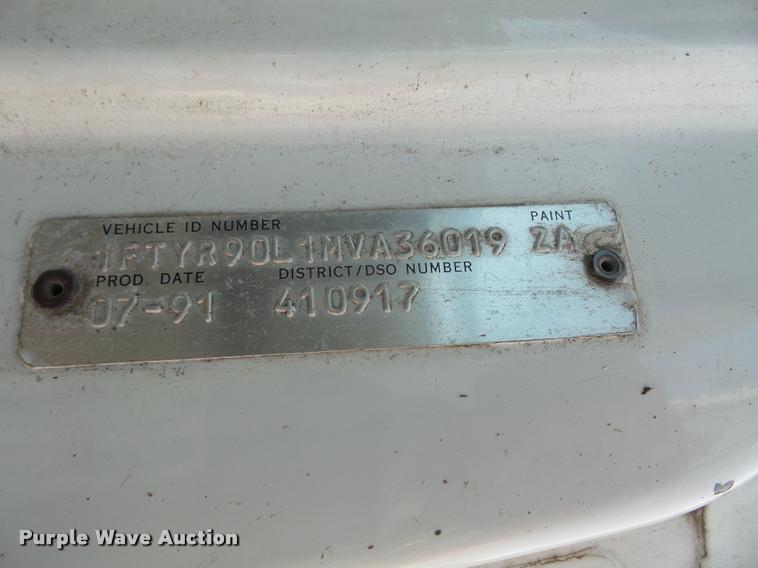 VEHICLE ID NUMBER PAINT
1FTYR90L1MVA36019 ZA
PROD. DATE DISTRICT/DSO NUMBER
07-91 410917
Purple Wave Auction